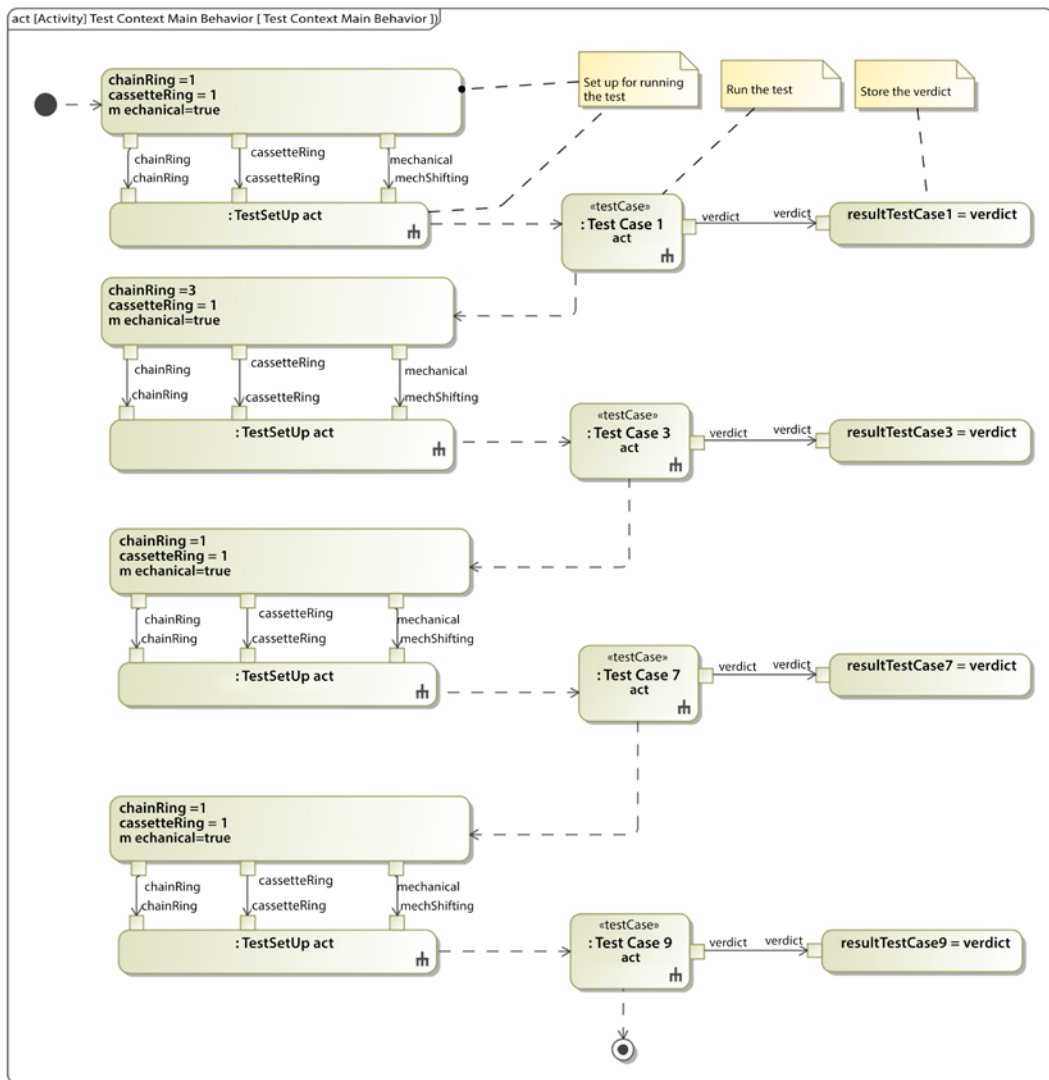 act [Activity] Test Context Main Behavior [ Test Context Main Behavior ])
chainRing =1
cassetteRing = 1
m echanical=true
Set up for running
the test
Run the test
Store the verdict
chainRing
cassetteRing
mechanical
chainRing
cassetteRing
mechShifting
: TestSetUp act
«testCase»
: Test Case 1
act
verdict
verdict
resultTestCase1 = verdict
chainRing =3
cassetteRing = 1
m echanical=true
chainRing
cassetteRing
mechanical
chainRing
cassetteRing
mechShifting
: TestSetUp act
«testCase»
: Test Case 3
act
verdict
verdict
resultTestCase3 = verdict
chainRing =1
cassetteRing = 1
m echanical=true
chainRing
cassetteRing
mechanical
chainRing
cassetteRing
mechShifting
: TestSetUp act
«testCase»
: Test Case 7
act
verdict
verdict
resultTestCase7 = verdict
chainRing =1
cassetteRing = 1
m echanical=true
chainRing
cassetteRing
mechanical
chainRing
cassetteRing
mechShifting
: TestSetUp act
«testCase»
: Test Case 9
act
verdict
verdict
resultTestCase9 = verdict